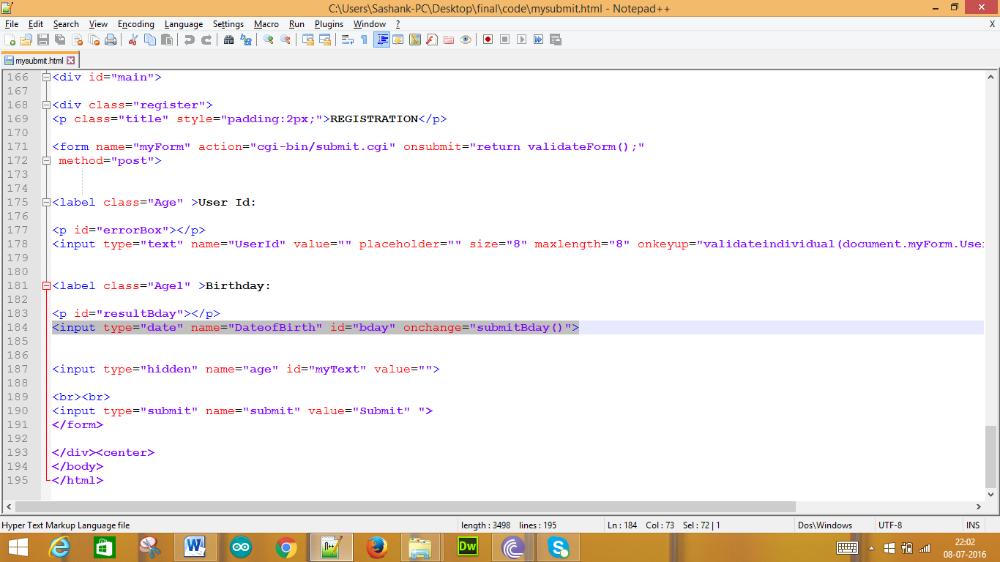 C:\Users\Sashank-PC\Desktop\final\code\mysubmit.html - Notepad++
File Edit Search View Encoding Language Settings Macro Run Plugins Window ? X
mysubmit.html
166 <div id="main">
167
168 <div class="register">
169 <p class="title" style="padding:2px;">REGISTRATION</p>
170
171 <form name="myForm" action="cgi-bin/submit.cgi" onsubmit="return validateForm();"
172 method="post">
173
174
175 <label class="Age" >User Id:
176
177 <p id="errorBox"></p>
178 <input type="text" name="UserId" value="" placeholder="" size="8" maxlength="8" onkeyup="validateindividual(document.myForm.User
179
180
181 <label class="Age1" >Birthday:
182
183 <p id="resultBday"></p>
184 <input type="date" name="DateofBirth" id="bday" onchange="submitBday()">
185
186
187 <input type="hidden" name="age" id="myText" value="">
188
189 <br><br>
190 <input type="submit" name="submit" value="Submit" ">
191 </form>
192
193 </div><center>
194 </body>
195 </html>
Hyper Text Markup Language file length : 3498 lines : 195 Ln : 184 Col : 73 Sel : 72 | 1 Dos\Windows UTF-8 INS
Dw
22:02
08-07-2016